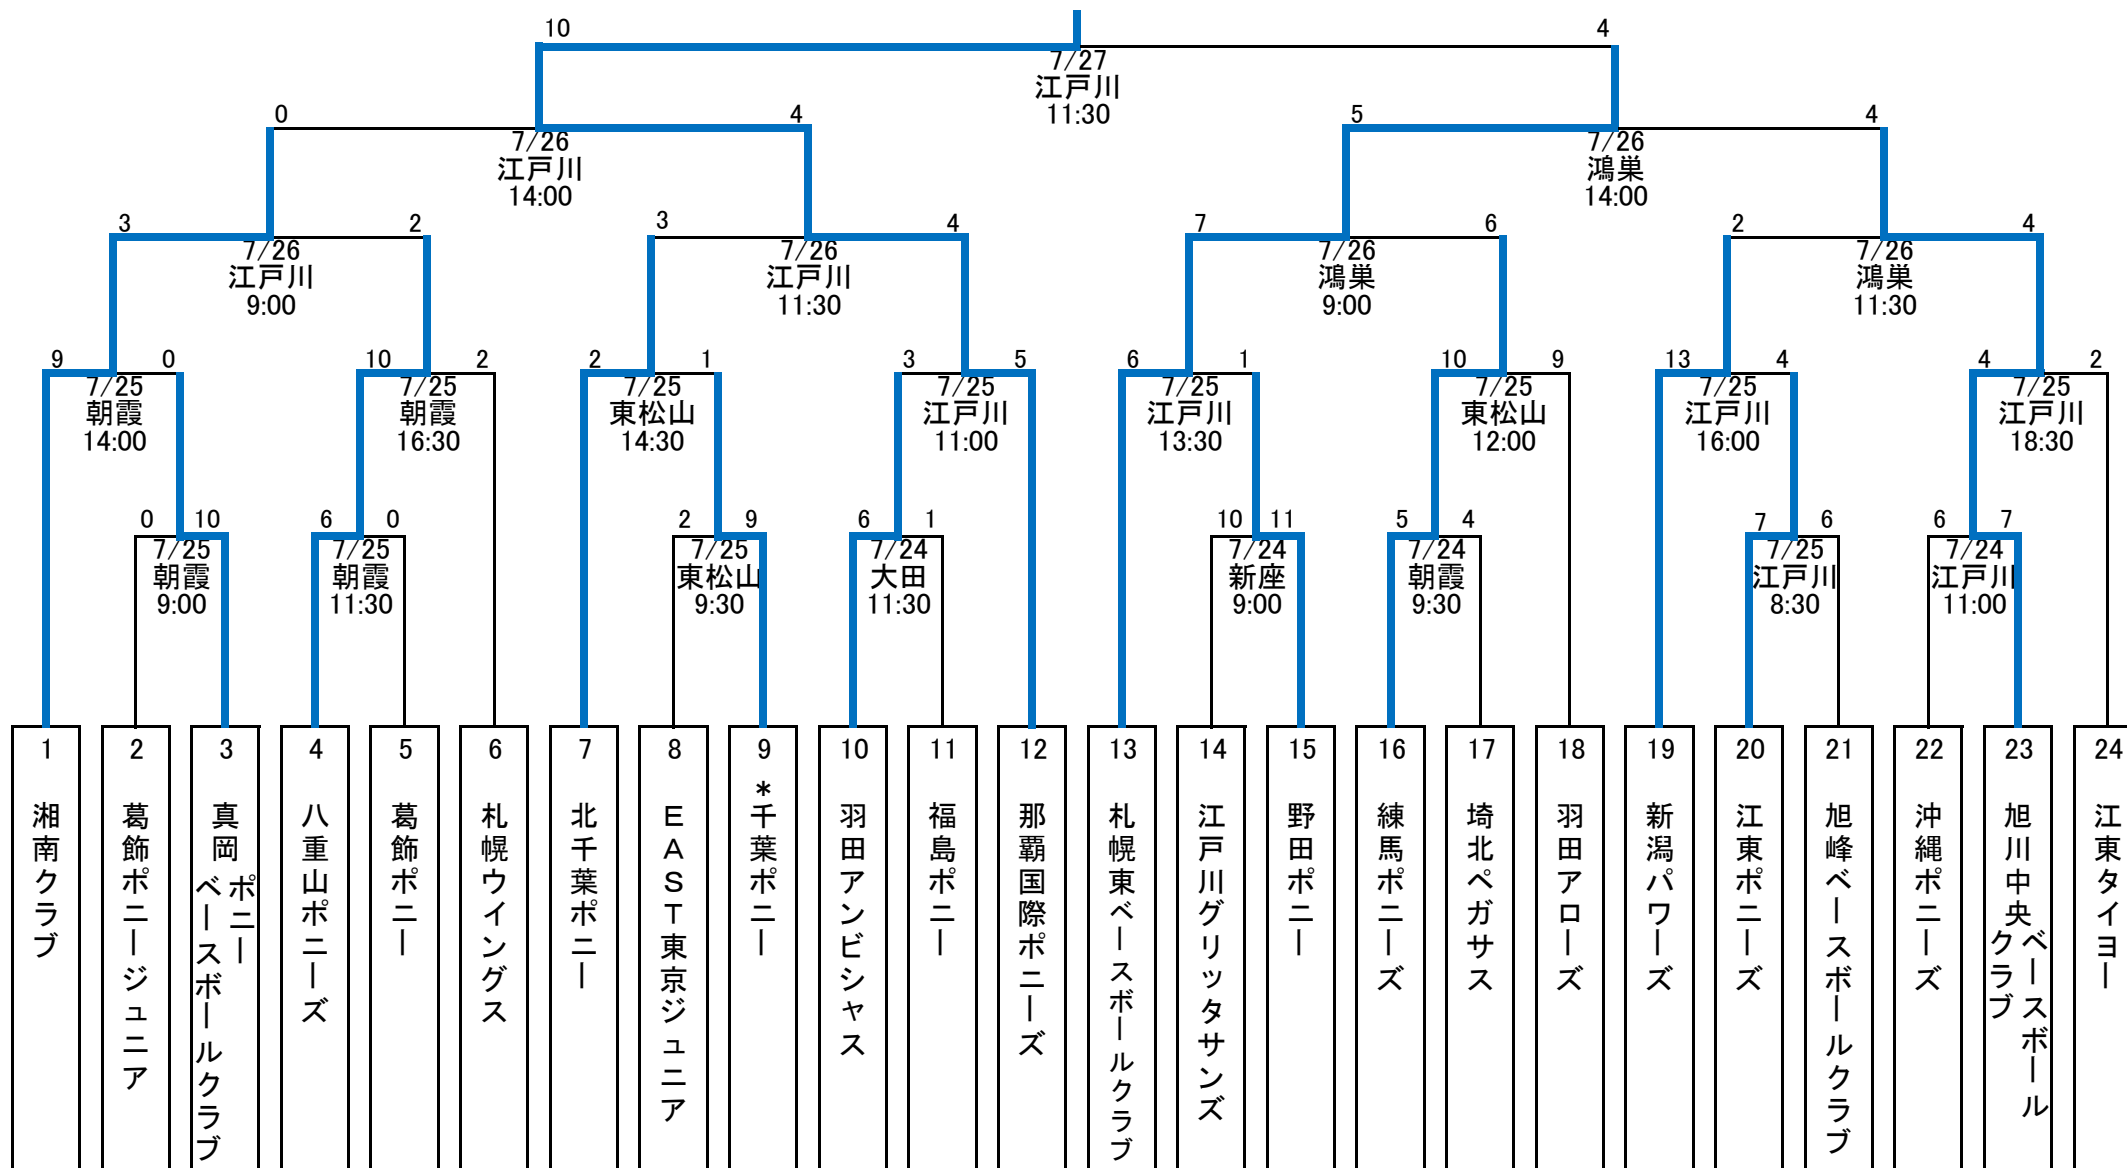 10 4
7/27
江戸川
11:30
0 4 5 4
7/26 7/26
江戸川 鴻巣
14:00 14:00
3 2 3 4 7 6 2 4
7/26 7/26 7/26 7/26
江戸川 江戸川 鴻巣 鴻巣
9:00 11:30 9:00 11:30
9 0 10 2 2 1 3 5 6 1 10 9 13 4 4 2
7/25 7/25 7/25 7/25 7/25 7/25 7/25 7/25
朝霞 朝霞 東松山 江戸川 江戸川 東松山 江戸川 江戸川
14:00 16:30 14:30 11:00 13:30 12:00 16:00 18:30
0 10 6 0 2 9 6 1 10 11 5 4 7 6 6 7
7/25 7/25 7/25 7/24 7/24 7/24 7/25 7/24
朝霞 朝霞 東松山 大田 新座 朝霞 江戸川 江戸川
9:00 11:30 9:30 11:30 9:00 9:30 8:30 11:00
1 2 3 4 5 6 7 8 9 10 11 12 13 14 15 16 17 18 19 20 21 22 23 24
湘南クラブ
葛飾ポニージュニア
真岡
ポニー
ベースボールクラブ
八重山ポニーズ
葛飾ポニー
札幌ウイングス
北千葉ポニー
EAST東京ジュニア
*千葉ポニー
羽田アンビシャス
福島ポニー
那覇国際ポニーズ
札幌東ベースボールクラブ
江戸川グリッタサンズ
野田ポニー
練馬ポニーズ
埼北ペガサス
羽田アローズ
新潟パワーズ
江東ポニーズ
旭峰ベースボールクラブ
沖縄ポニーズ
旭川中央
ベースボール
クラブ
江東タイヨー